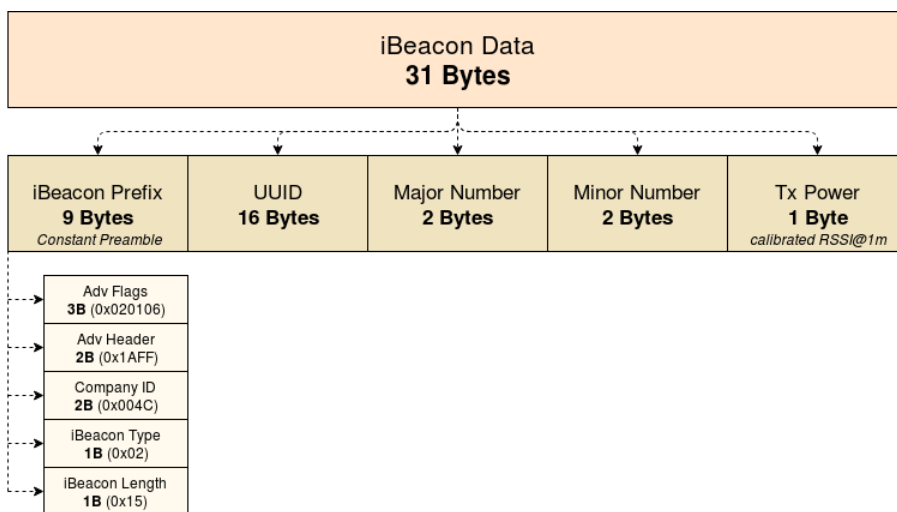 iBeacon Data
31 Bytes
iBeacon Prefix
9 Bytes
Constant Preamble
UUID
16 Bytes
Major Number
2 Bytes
Minor Number
2 Bytes
Tx Power
1 Byte
calibrated RSSI@1m
Adv Flags
3B (0x020106)
Adv Header
2B (0x1AFF)
Company ID
2B (0x004C)
iBeacon Type
1B (0x02)
iBeacon Length
1B (0x15)